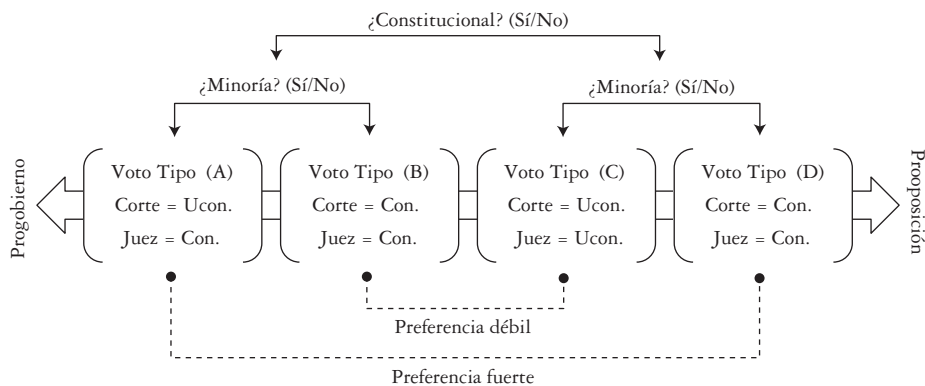 ¿Constitucional? (Sí/No)
¿Minoría? (Sí/No)
¿Minoría? (Sí/No)
Progobierno
Voto Tipo (A)
Corte = Ucon.
Juez = Con.
Voto Tipo (B)
Corte = Con.
Juez = Con.
Voto Tipo (C)
Corte = Ucon.
Juez = Ucon.
Voto Tipo (D)
Corte = Con.
Juez = Con.
Prooposición
Preferencia débil
Preferencia fuerte